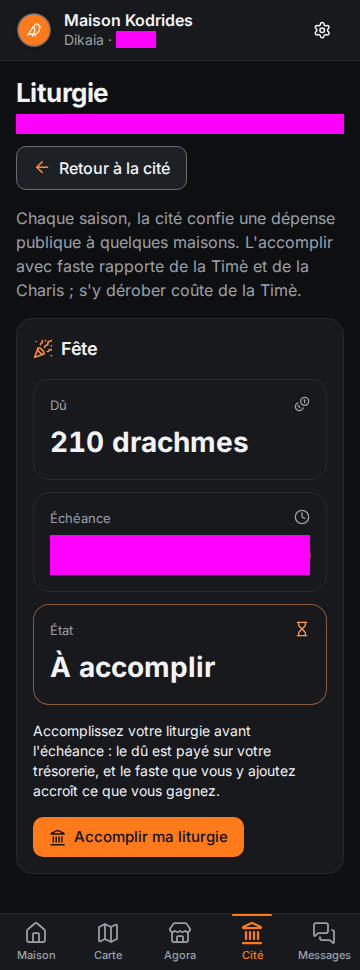 Maison Kodrides
Dikaia ·
Liturgie
Retour à la cité
Chaque saison, la cité confie une dépense
publique à quelques maisons. L'accomplir
avec faste rapporte de la Timè et de la
Charis ; s'y dérober coûte de la Timè.
Fête
Dû
210 drachmes
Échéance
État
À accomplir
Accomplissez votre liturgie avant
l'échéance : le dû est payé sur votre
trésorerie, et le faste que vous y ajoutez
accroît ce que vous gagnez.
Accomplir ma liturgie
Maison
Carte
Agora
Cité
Messages